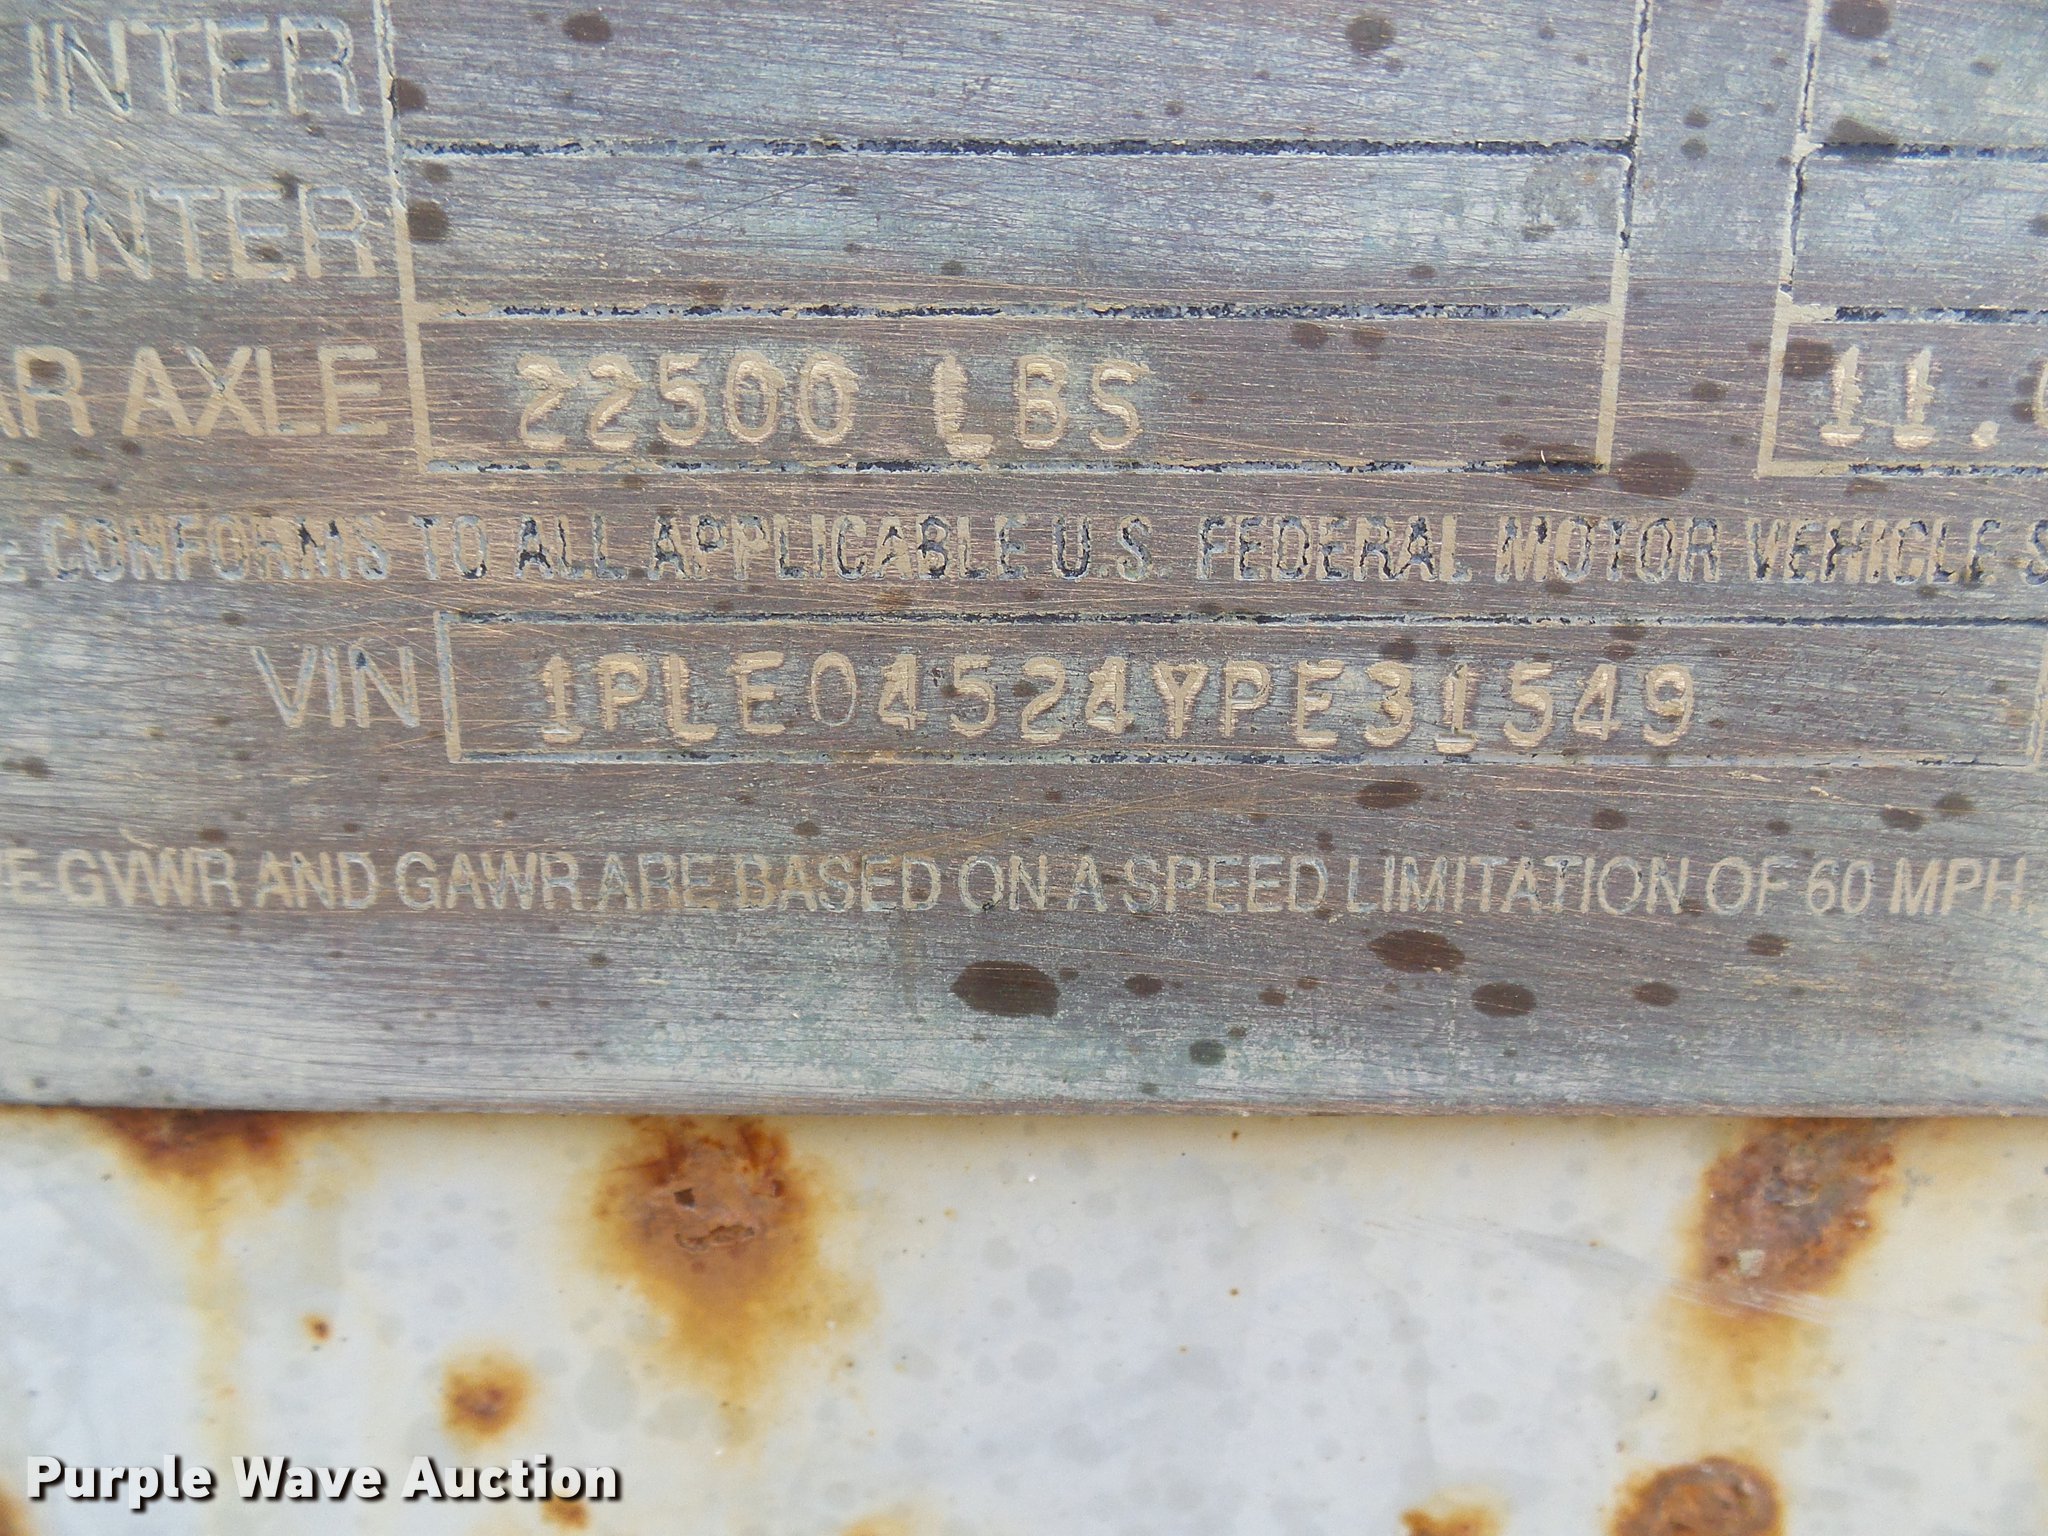 INTER
INTER
AR AXLE 22500 LBS 11.
CONFORMS TO ALL APPLICABLE U.S. FEDERAL MOTOR VEHICLE S
VIN 1PLE04524YPE31549
E GVWR AND GAWR ARE BASED ON A SPEED LIMITATION OF 60 MPH.
Purple Wave Auction